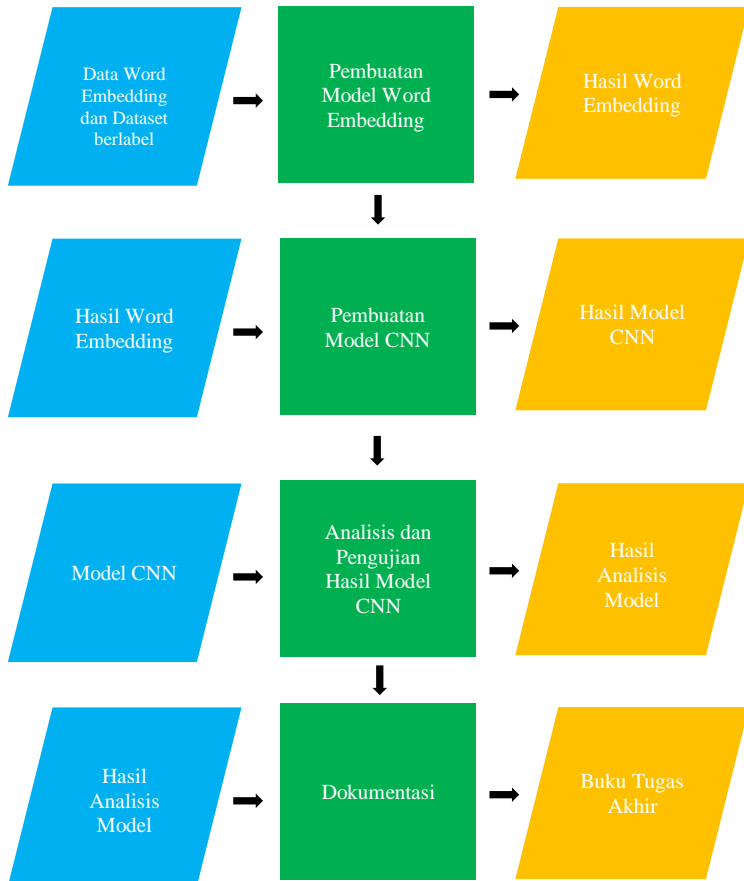 Data Word
Embedding
dan Dataset
berlabel
Pembuatan
Model Word
Embedding
Hasil Word
Embedding
Hasil Word
Embedding
Pembuatan
Model CNN
Hasil Model
CNN
Model CNN
Analisis dan
Pengujian
Hasil Model
CNN
Hasil
Analisis
Model
Hasil
Analisis
Model
Dokumentasi
Buku Tugas
Akhir